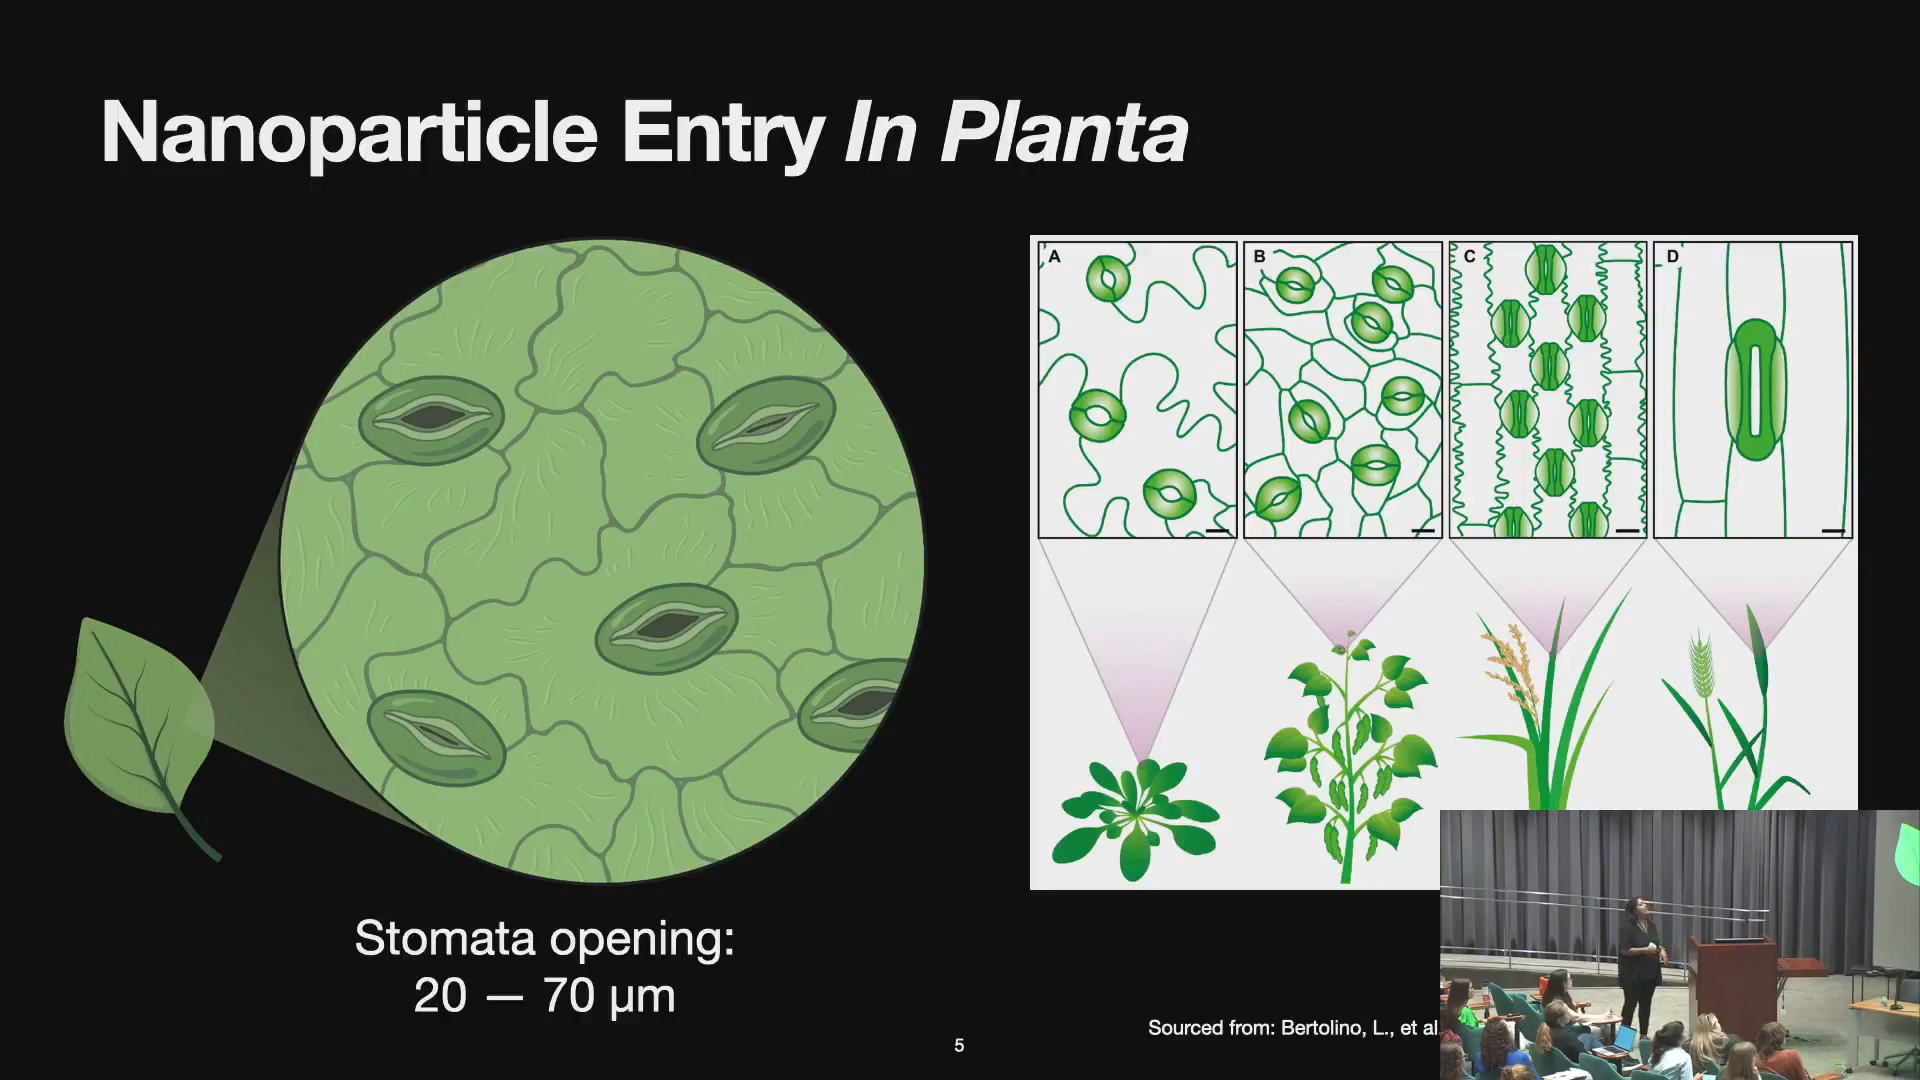 Nanoparticle Entry In Planta
A
B
C
D
Stomata opening:
20 — 70 µm
Sourced from: Bertolino, L., et al
5